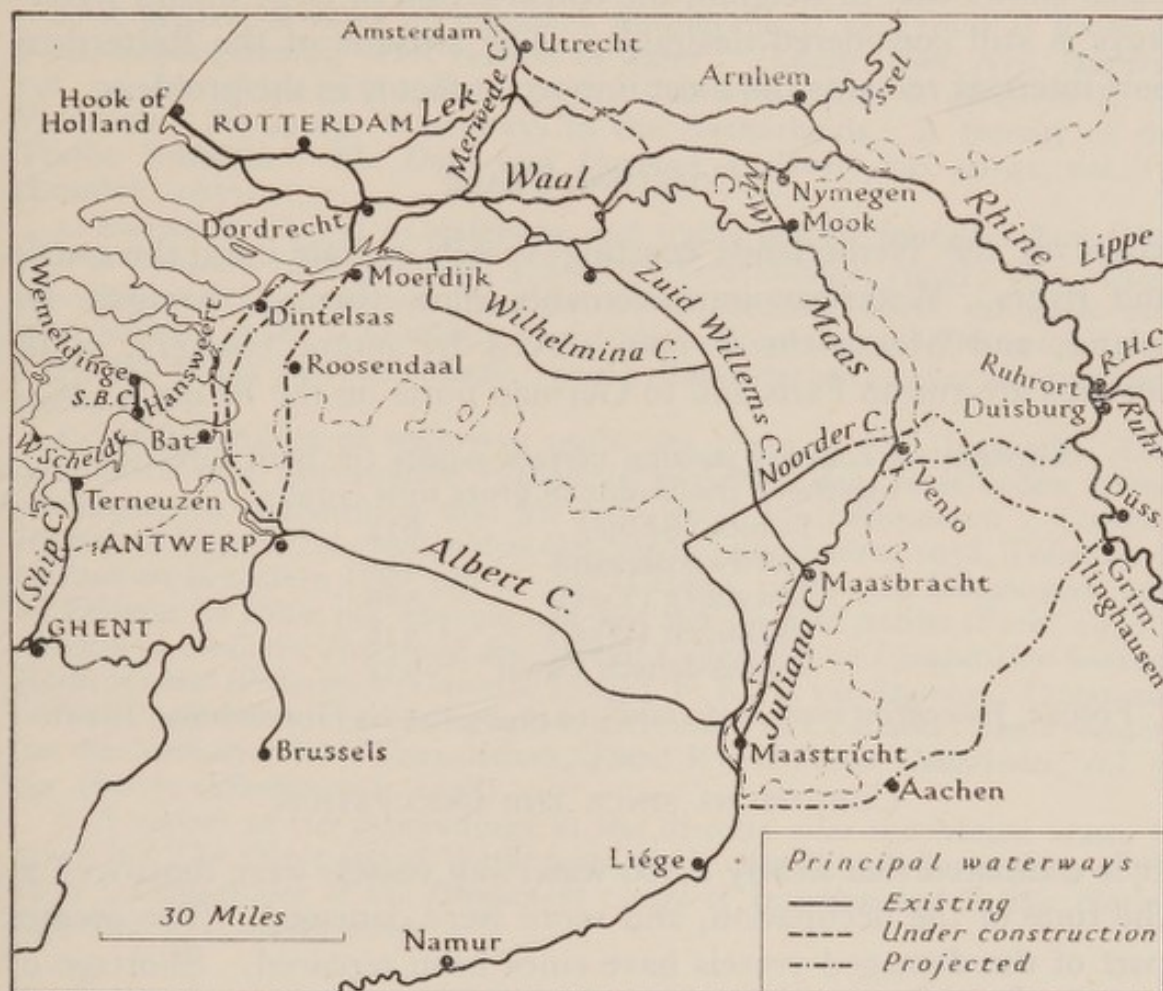 Amsterdam
Utrecht
Arnhem
Yssel
Hook of
Holland
ROTTERDAM
Lek
Merwede C.
Waal
M-W
C.
Nymegen
Mook
Rhine
Lippe
Dordrecht
Moerdijk
Zuid Willems C.
Maas
Wemeldinge
Hansweert
Dintelsas
Wilhelmina C.
R.H.C.
S.B.C.
Roosendaal
Ruhrort
Duisburg
Ruhr
W Scheldt
Bat
Noorder C.
Venlo
Terneuzen
Düss.
(Ship C.)
ANTWERP
Albert C.
Maasbracht
Grim-
linghausen
GHENT
Juliana C.
Brussels
Maastricht
Aachen
Liége
Namur
30 Miles
Principal waterways
Existing
Under construction
Projected